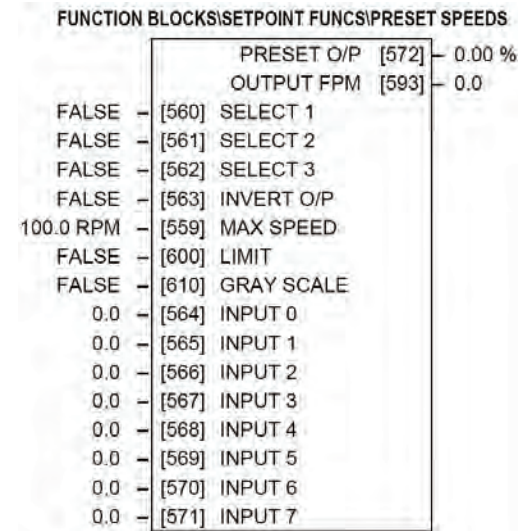 FUNCTION BLOCKS\SETPOINT FUNCS\PRESET SPEEDS
PRESET O/P [572] – 0.00 %
OUTPUT FPM [593] – 0.0
FALSE – [560] SELECT 1
FALSE – [561] SELECT 2
FALSE – [562] SELECT 3
FALSE – [563] INVERT O/P
100.0 RPM – [559] MAX SPEED
FALSE – [600] LIMIT
FALSE – [610] GRAY SCALE
0.0 – [564] INPUT 0
0.0 – [565] INPUT 1
0.0 – [566] INPUT 2
0.0 – [567] INPUT 3
0.0 – [568] INPUT 4
0.0 – [569] INPUT 5
0.0 – [570] INPUT 6
0.0 – [571] INPUT 7